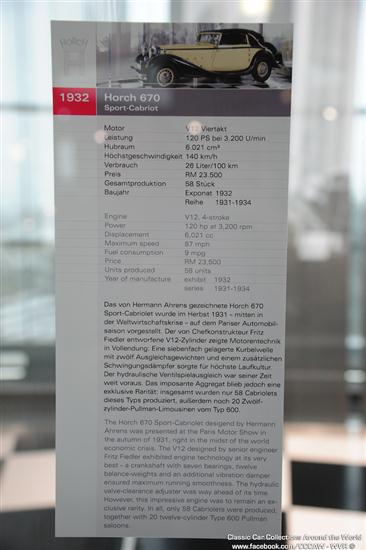 HORCH
1932
Horch 670
Sport-Cabriot
Motor V12 Viertakt
Leistung 120 PS bei 3.200 U/min
Hubraum 6.021 cm³
Höchstgeschwindigkeit 140 km/h
Verbrauch 26 Liter/100 km
Preis RM 23.500
Gesamtproduktion 58 Stück
Baujahr Exponat 1932
Reihe 1931-1934
Engine V12, 4-stroke
Power 120 hp at 3,200 rpm
Displacement 6,021 cc
Maximum speed 87 mph
Fuel consumption 9 mpg
Price RM 23,500
Units produced 58 units
Year of manufacture exhibit 1932
series 1931-1934
Das von Hermann Ahrens gezeichnete Horch 670
Sport-Cabriolet wurde im Herbst 1931 – mitten in
der Weltwirtschaftskrise – auf dem Pariser Automobil-
salon vorgestellt. Der von Chefkonstrukteur Fritz
Fiedler entworfene V12-Zylinder zeigte Motorentechnik
in Vollendung: Eine siebenfach gelagerte Kurbelwelle
mit zwölf Ausgleichsgewichten und einem zusätzlichen
Schwingungsdämpfer sorgte für höchste Laufkultur.
Der hydraulische Ventilspielausgleich war seiner Zeit
weit voraus. Das imposante Aggregat blieb jedoch eine
exklusive Rarität: insgesamt wurden nur 58 Cabriolets
dieses Typs produziert, außerdem noch 20 Zwölf-
zylinder-Pullman-Limousinen vom Typ 600.
The Horch 670 Sport-Cabriolet desigend by Hermann
Ahrens was presented at the Paris Motor Show in
the autumn of 1931, right in the midst of the world
economic crisis. The V12 designed by senior engineer
Fritz Fiedler exhibited engine technology at its very
best – a crankshaft with seven bearings, twelve
balance-weights and an additional vibration damper
ensured maximum running smoothness. The hydraulic
valve-clearance adjuster was way ahead of its time.
However, this impressive engine was to remain an ex-
clusive rarity. In all, only 58 Cabriolets were produced,
together with 20 twelve-cylinder Type 600 Pullman
saloons.
Classic Car Collections Around the World
www.facebook.com/CCCAW - WVR ©